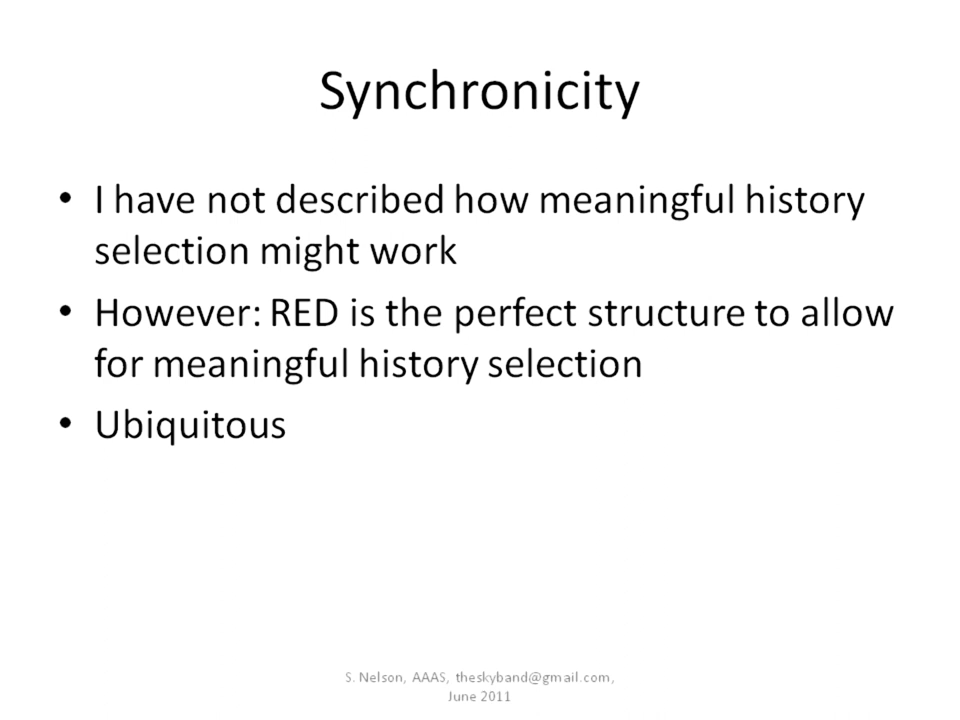 Synchronicity
• I have not described how meaningful history
selection might work
• However: RED is the perfect structure to allow
for meaningful history selection
• Ubiquitous
S. Nelson, AAAS, theskyband@gmail.com,
June 2011